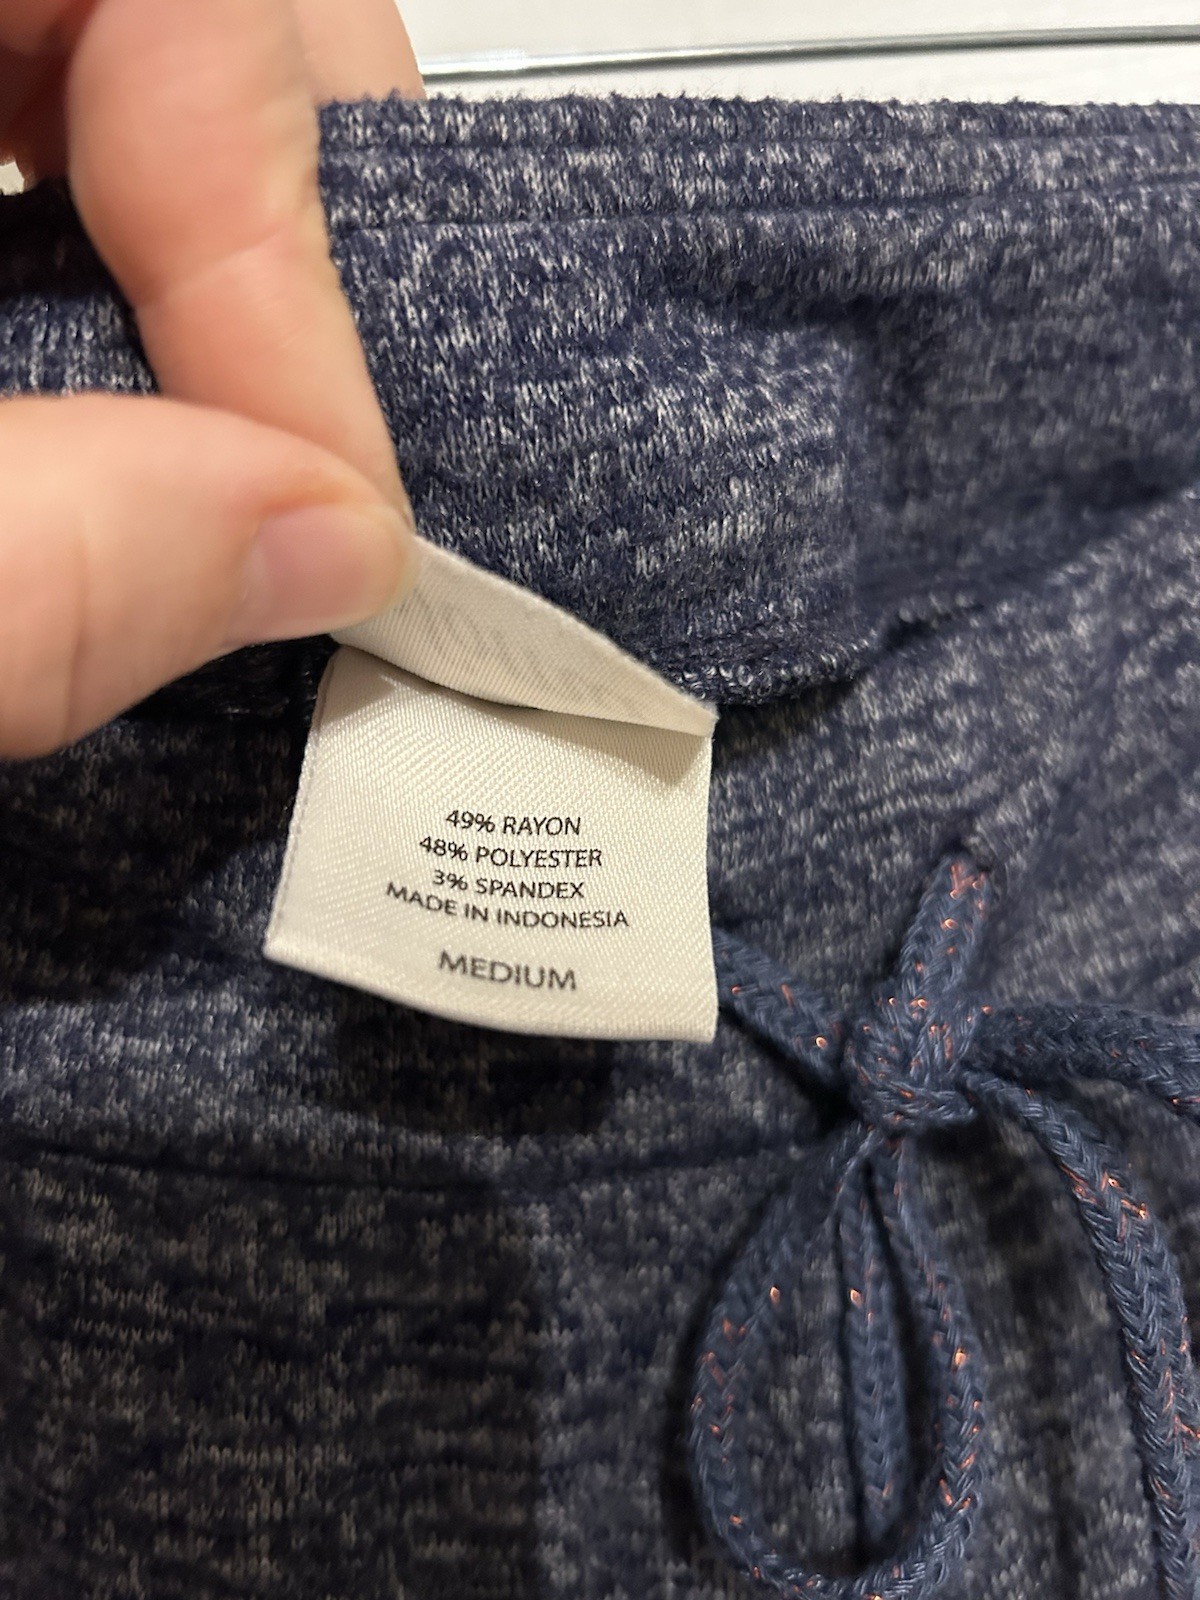 49% RAYON
48% POLYESTER
3% SPANDEX
MADE IN INDONESIA
MEDIUM